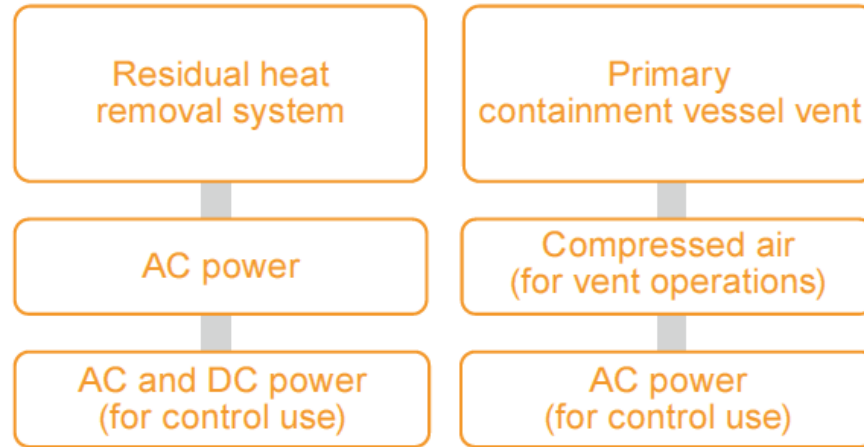 Residual heat
removal system
Primary
containment vessel vent
AC power
Compressed air
(for vent operations)
AC and DC power
(for control use)
AC power
(for control use)